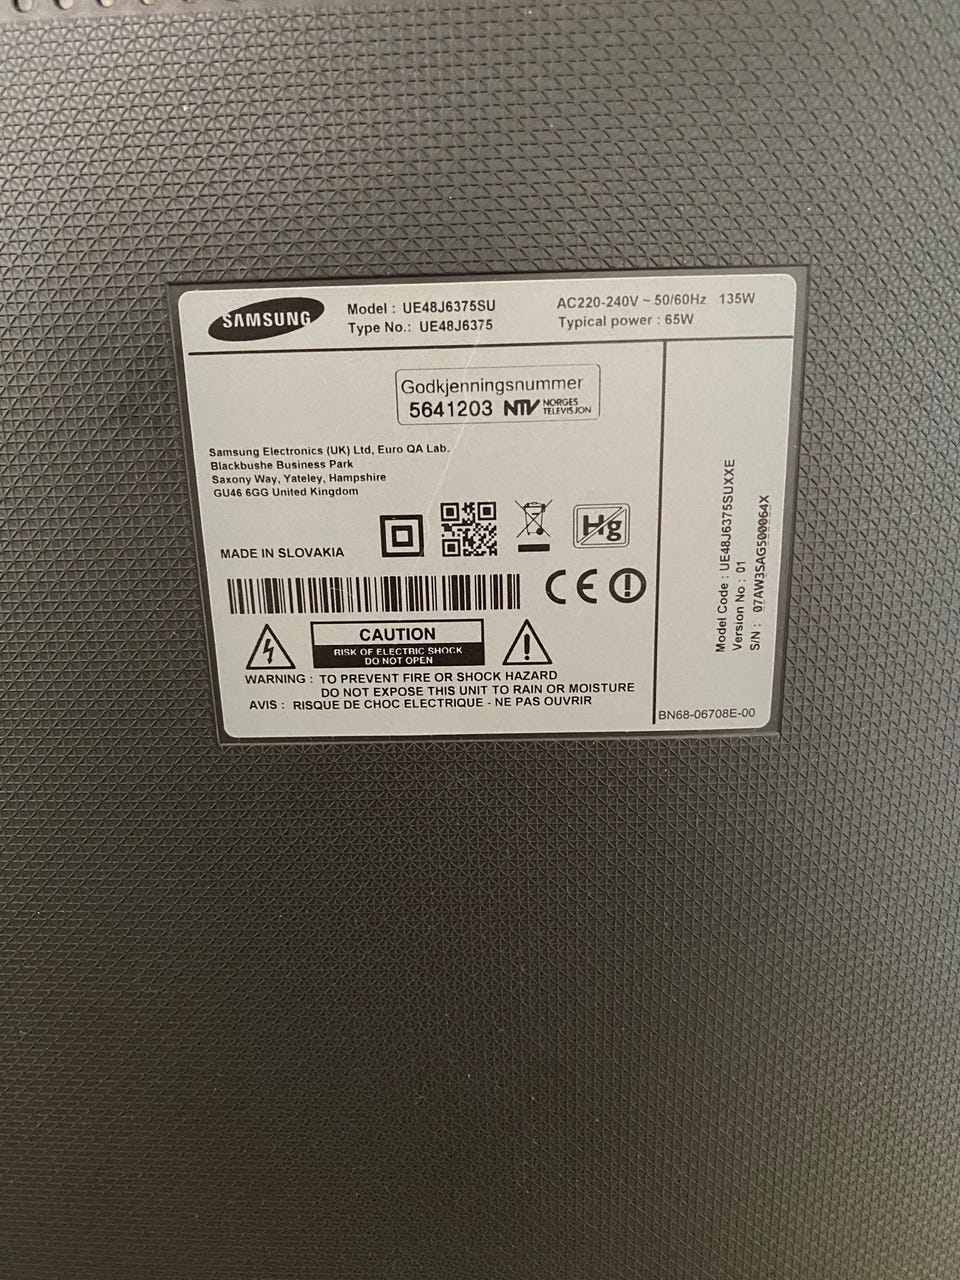 SAMSUNG
Model : UE48J6375SU
Type No.: UE48J6375
AC220-240V ~ 50/60Hz 135W
Typical power : 65W
Godkjenningsnummer
5641203 NTV NORGES TELEVISJON
Samsung Electronics (UK) Ltd, Euro QA Lab.
Blackbushe Business Park
Saxony Way, Yateley, Hampshire
GU46 6GG United Kingdom
Hg
MADE IN SLOVAKIA
CE
CAUTION
RISK OF ELECTRIC SHOCK
DO NOT OPEN
WARNING : TO PREVENT FIRE OR SHOCK HAZARD
DO NOT EXPOSE THIS UNIT TO RAIN OR MOISTURE
AVIS : RISQUE DE CHOC ELECTRIQUE - NE PAS OUVRIR
Model Code : UE48J6375SUXXE
Version No : 01
S/N : 07AW3SAG500064X
BN68-06708E-00